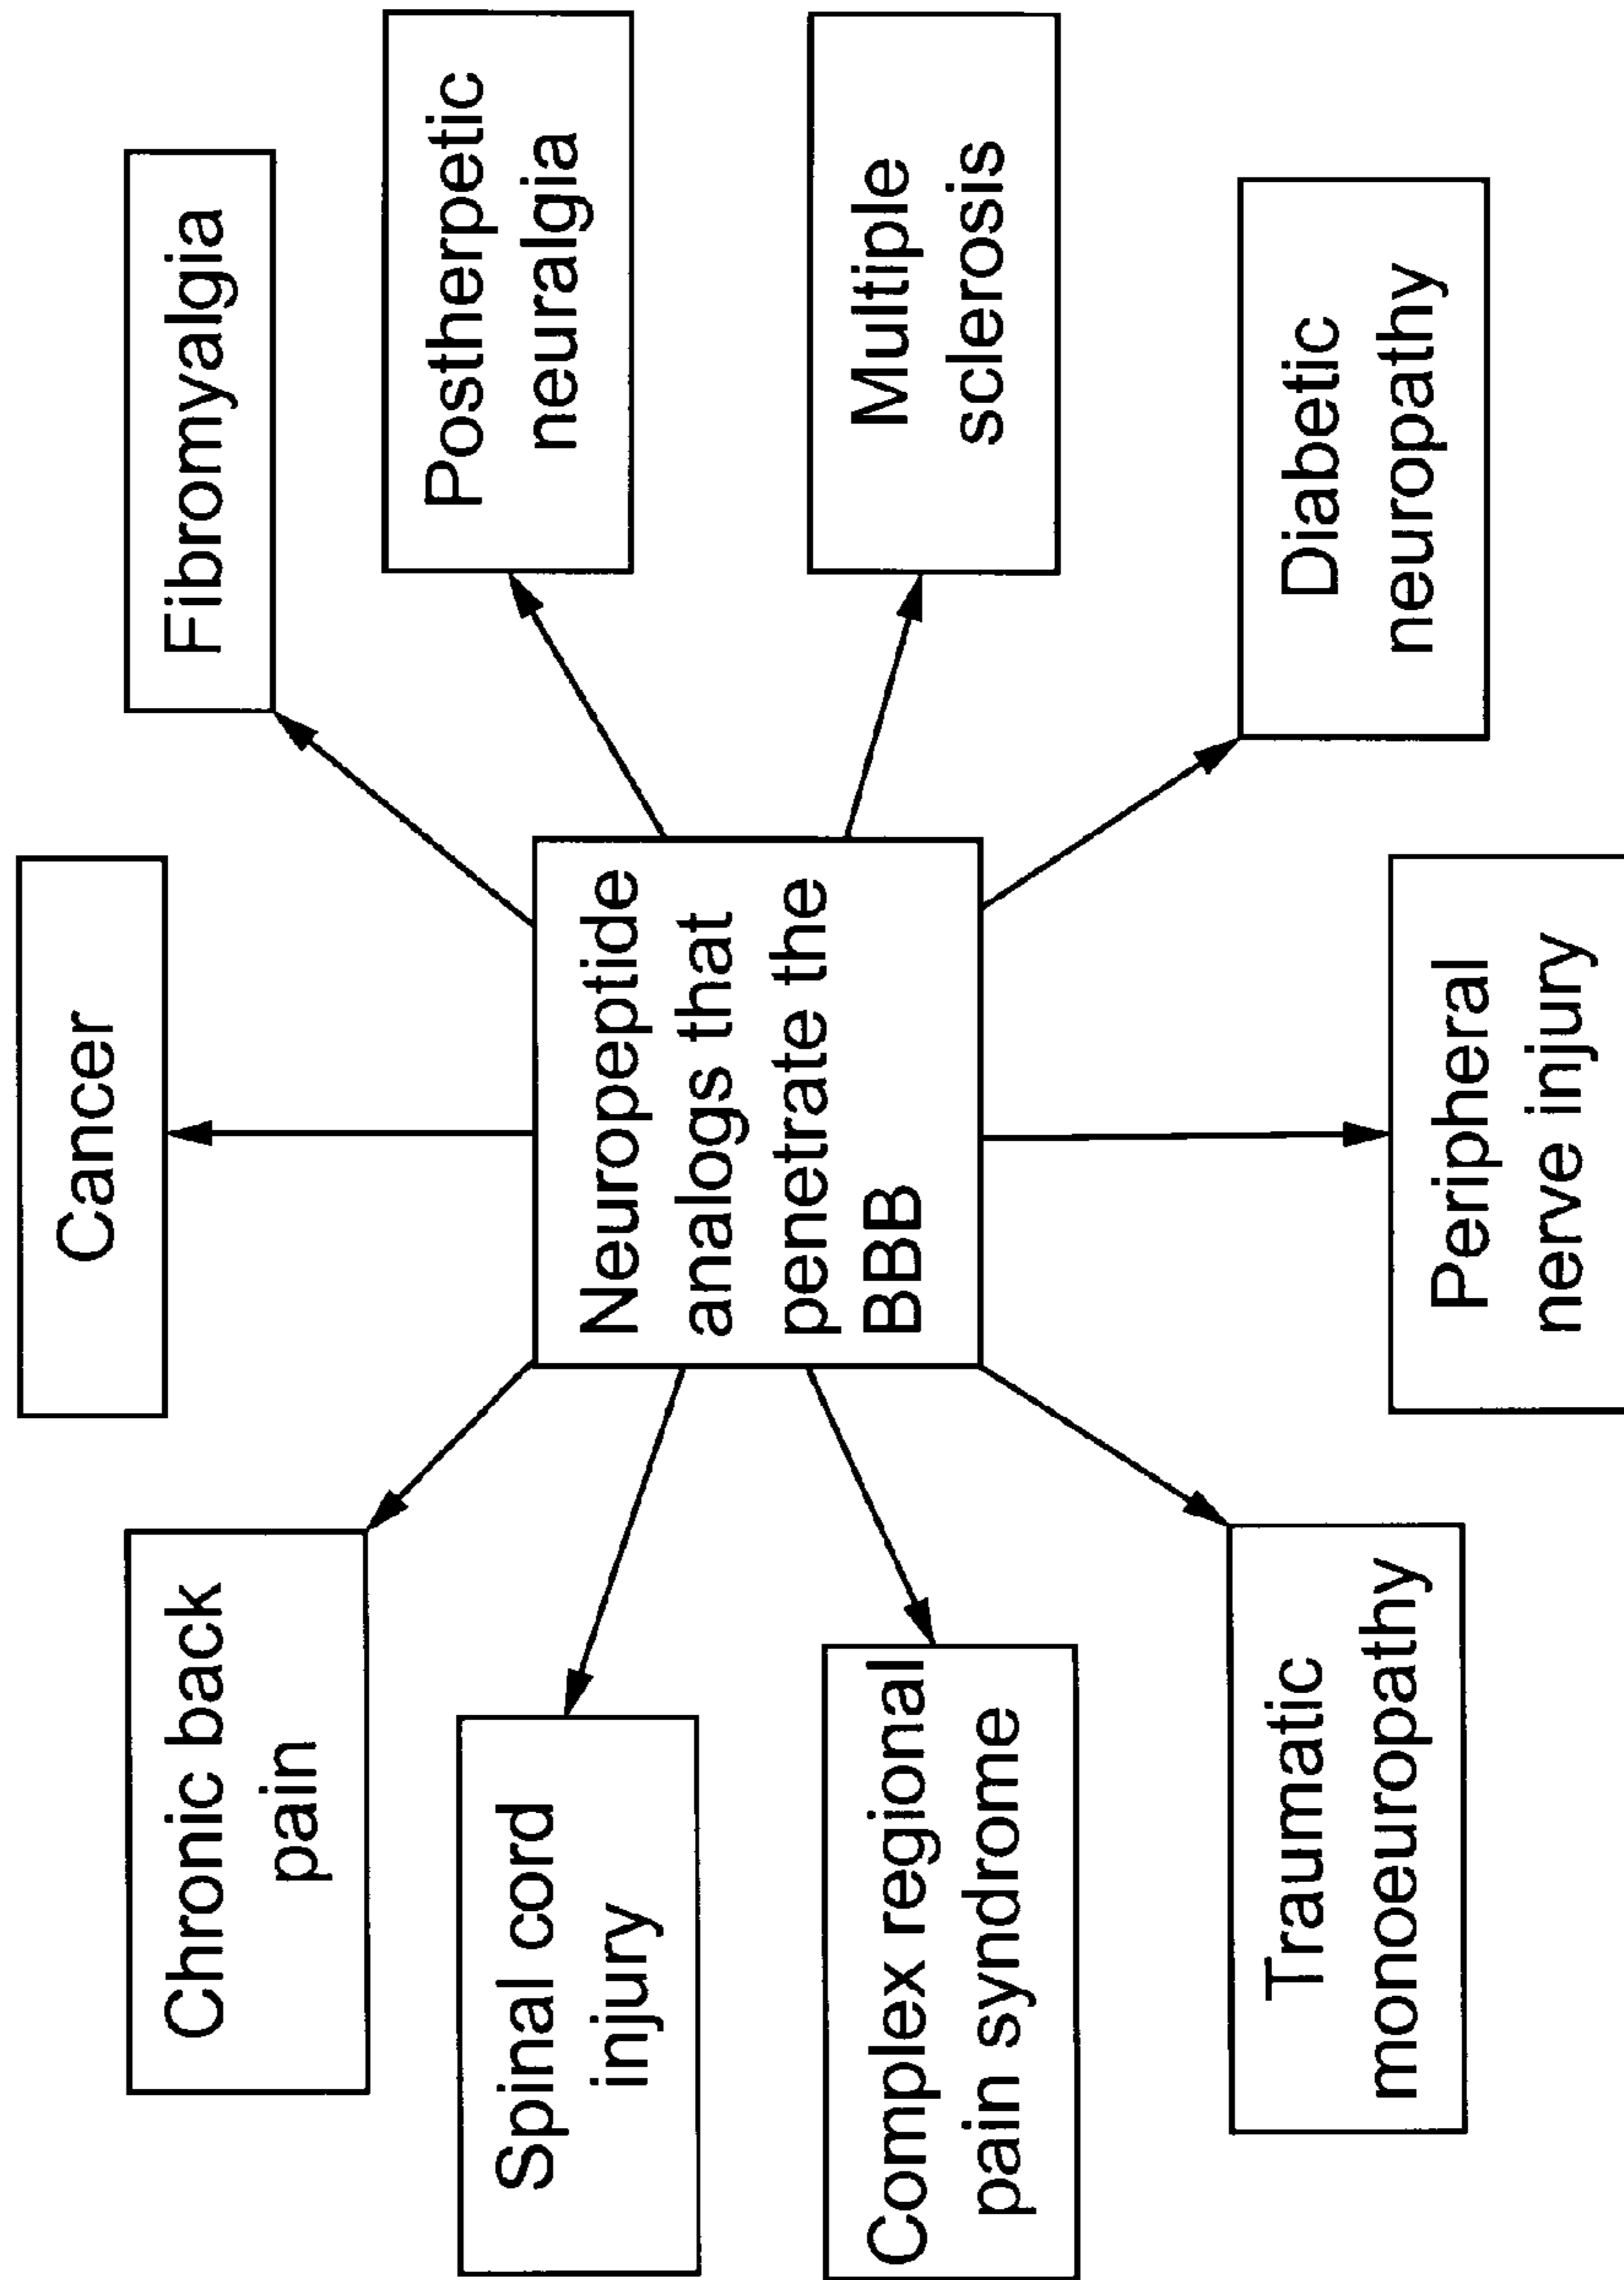 Cancer
Fibromyalgia
Postherpetic
neuralgia
Multiple
sclerosis
Diabetic
neuropathy
Peripheral
nerve injury
Traumatic
monoeuropathy
Complex regional
pain syndrome
Spinal cord
injury
Chronic back
pain
Neuropeptide
analogs that
penetrate the
BBB